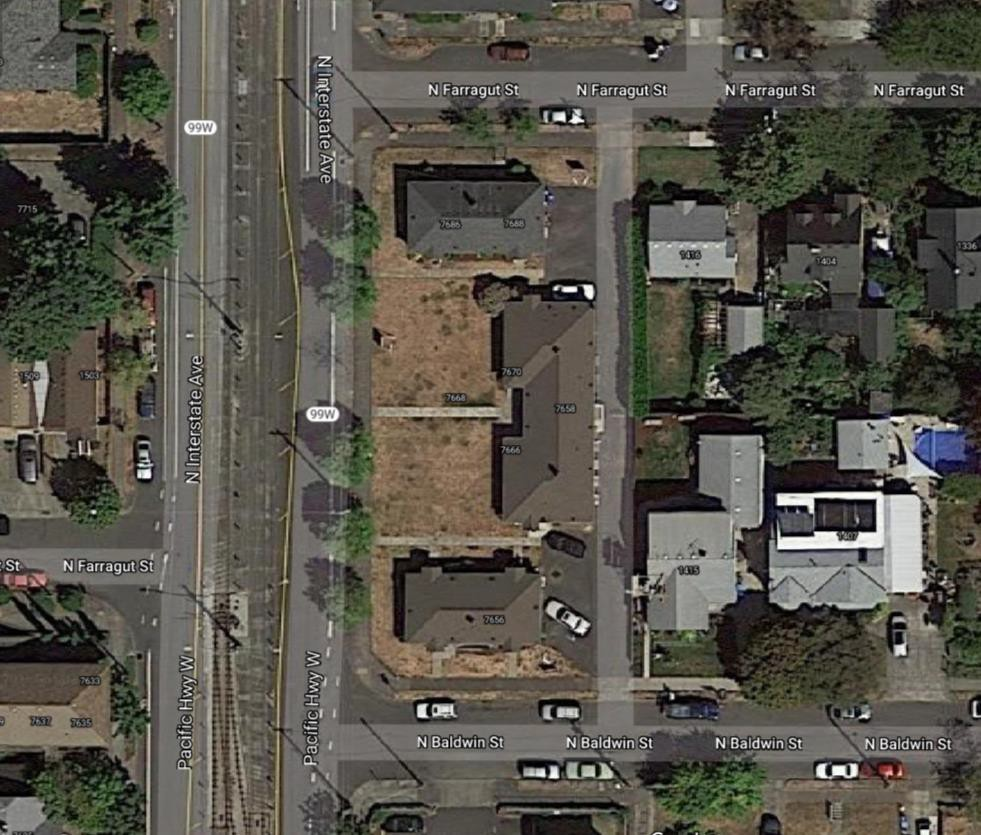 N Farragut St
N Farragut St
N Farragut St
N Farragut St
N Interstate Ave
99W
7715
7686
7688
1416
1404
1336
1509
1503
7670
7668
7658
99W
N Interstate Ave
7666
1407
St
N Farragut St
1415
7656
7633
7637
7635
Pacific Hwy W
Pacific Hwy W
N Baldwin St
N Baldwin St
N Baldwin St
N Baldwin St